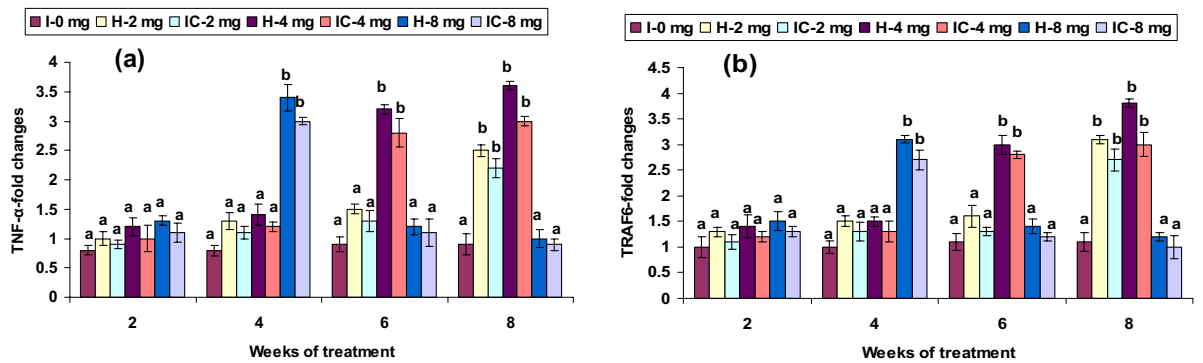 I-0 mg H-2 mg IC-2 mg H-4 mg IC-4 mg H-8 mg IC-8 mg
(a)
TNF-α-fold changes
4
3.5
3
2.5
2
1.5
1
0.5
0
a a a a a a a
a a a a a b b
a a a b b a a
a b b b b a a
2 4 6 8
Weeks of treatment
I-0 mg H-2 mg IC-2 mg H-4 mg IC-4 mg H-8 mg IC-8 mg
(b)
TRAF6-fold changes
4.5
4
3.5
3
2.5
2
1.5
1
0.5
0
a a a a a a a
a a a a a b b
a a a b b a a
a b b b b a a
2 4 6 8
Weeks of treatment